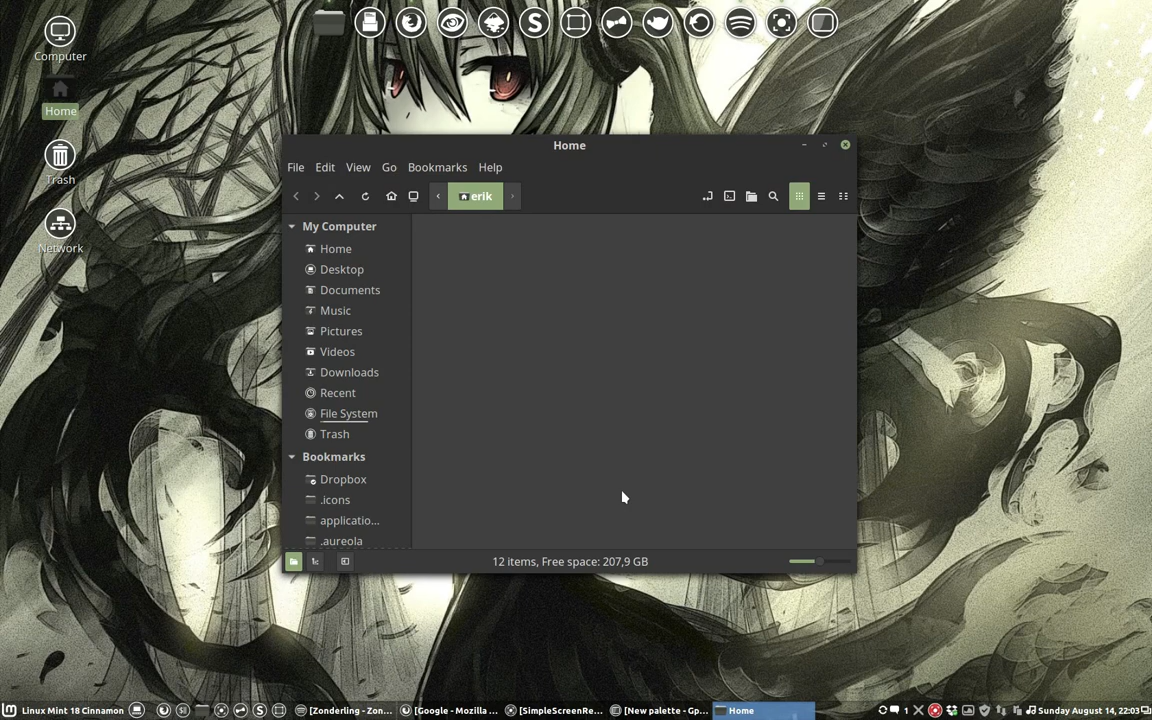 Computer
Home
Trash
Network
Home
File Edit View Go Bookmarks Help
erik
My Computer
Home
Desktop
Documents
Music
Pictures
Videos
Downloads
Recent
File System
Trash
Bookmarks
Dropbox
.icons
applicatio...
.aureola
12 items, Free space: 207,9 GB
Linux Mint 18 Cinnamon [Zonderling - Zon... [Google - Mozilla ... [SimpleScreenRe... [New palette - Gp... Home 1 Sunday August 14, 22:03